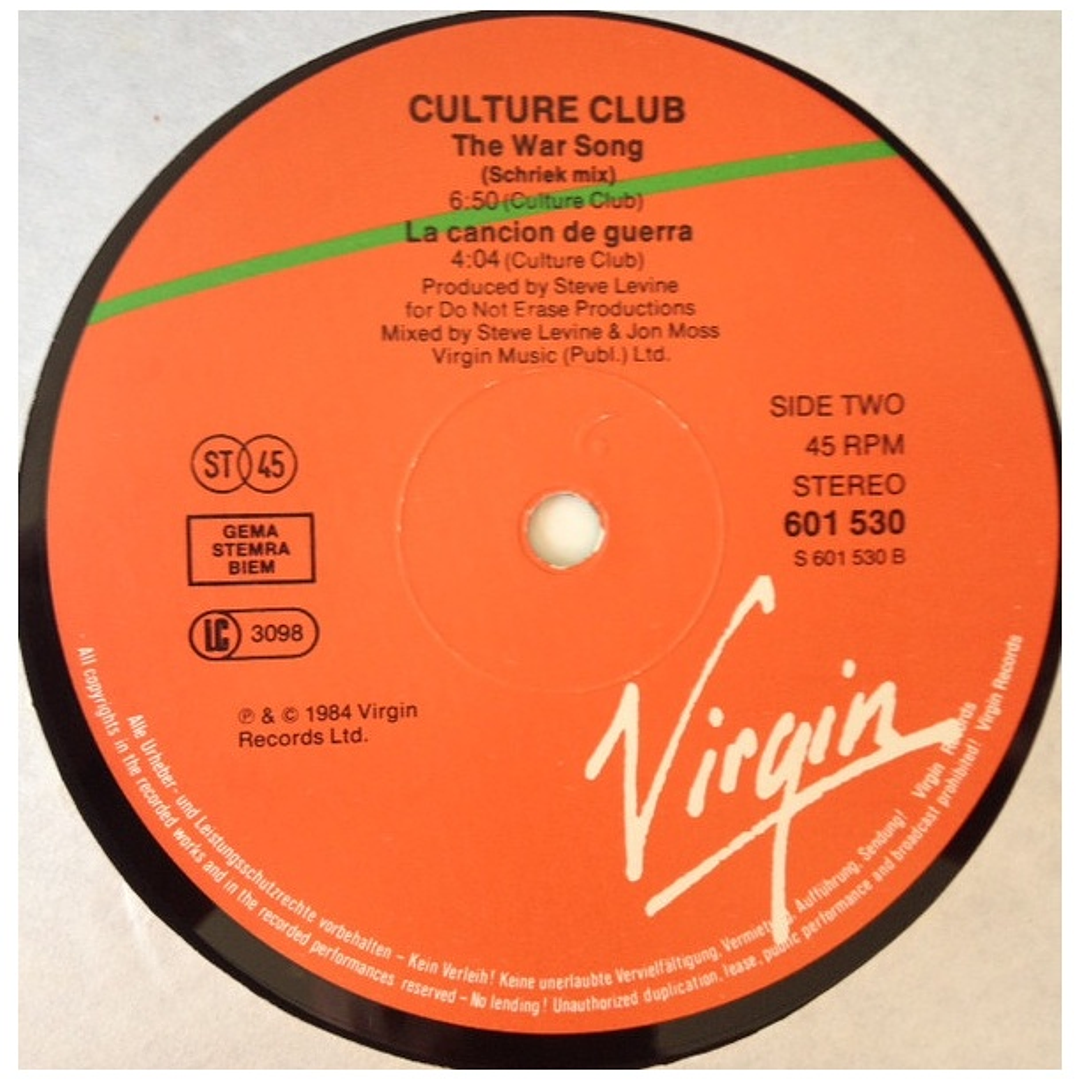 CULTURE CLUB
The War Song
(Schriek mix)
6:50 (Culture Club)
La cancion de guerra
4:04 (Culture Club)
Produced by Steve Levine
for Do Not Erase Productions
Mixed by Steve Levine & Jon Moss
Virgin Music (Publ.) Ltd.
SIDE TWO
45 RPM
STEREO
601 530
S 601 530 B
ST 45
GEMA
STEMRA
BIEM
LC 3098
℗ & © 1984 Virgin
Records Ltd.
Virgin
Alle Urheber- und Leistungsschutzrechte vorbehalten – Kein Verleih! Keine unerlaubte Vervielfältigung, Vermietung, Aufführung, Sendung! Virgin Records
All copyrights in the recorded works and in the recorded performances reserved – No lending! Unauthorized duplication, lease, public performance and broadcast prohibited! Virgin Records